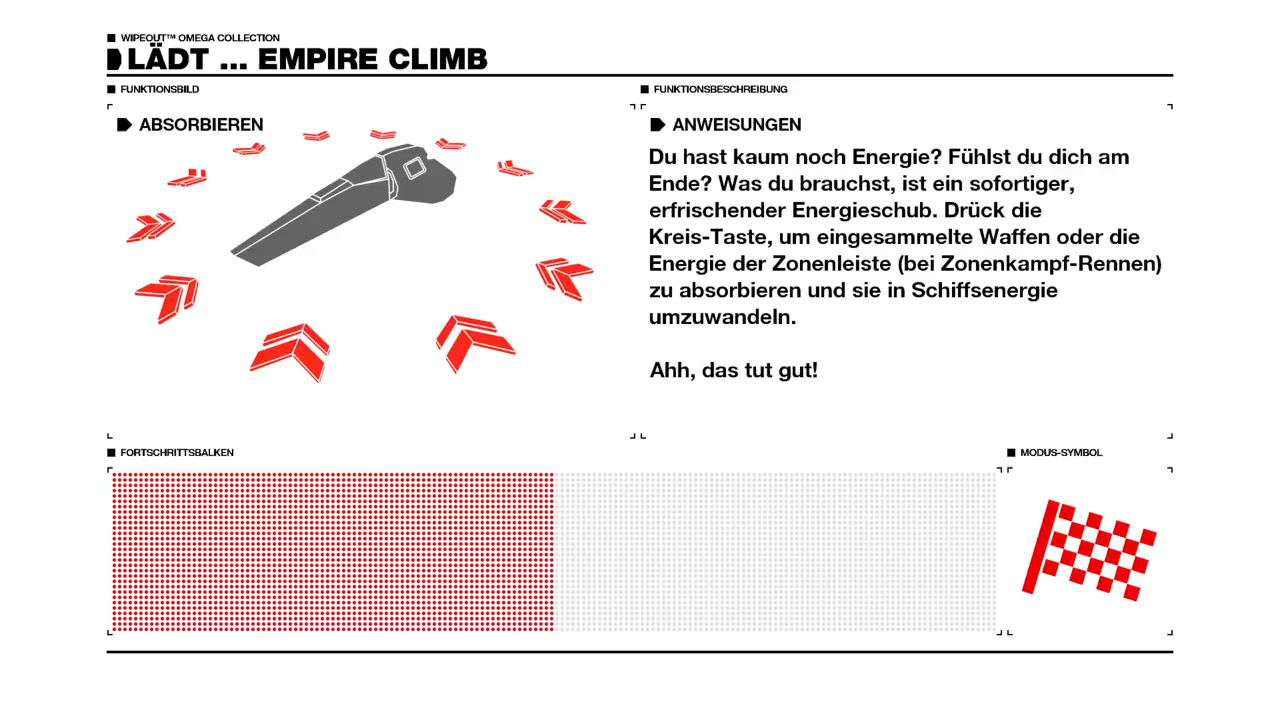 WIPEOUT™ OMEGA COLLECTION
LÄDT ... EMPIRE CLIMB
FUNKTIONSBILD
ABSORBIEREN
FUNKTIONSBESCHREIBUNG
ANWEISUNGEN
Du hast kaum noch Energie? Fühlst du dich am
Ende? Was du brauchst, ist ein sofortiger,
erfrischender Energieschub. Drück die
Kreis-Taste, um eingesammelte Waffen oder die
Energie der Zonenleiste (bei Zonenkampf-Rennen)
zu absorbieren und sie in Schiffsenergie
umzuwandeln.
Ahh, das tut gut!
FORTSCHRITTSBALKEN
MODUS-SYMBOL